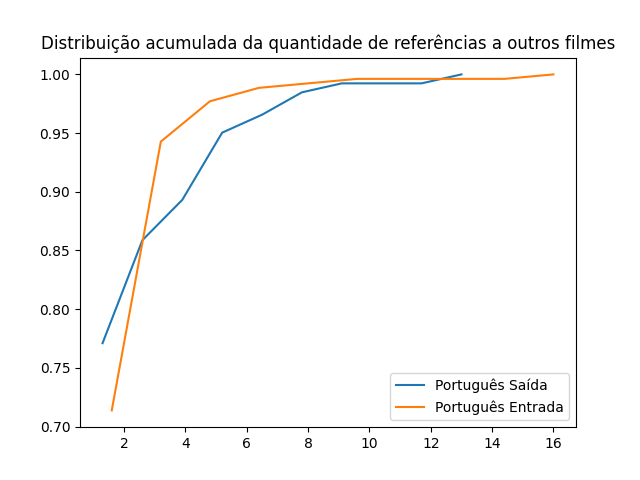 Distribuição acumulada da quantidade de referências a outros filmes
1.00
0.95
0.90
0.85
0.80
0.75
0.70
2 4 6 8 10 12 14 16
Português Saída
Português Entrada